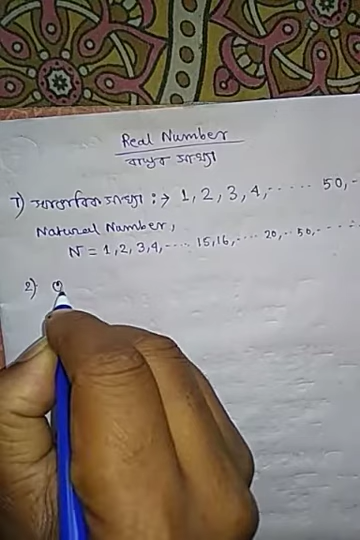 Real Number
বাস্তব সংখ্যা
1) স্বাভাবিক সংখ্যা :→ 1, 2, 3, 4, ..... 50, -
Natural Number,
N = 1, 2, 3, 4, ..... 15, 16, .... 20, .. 50, .....
2)